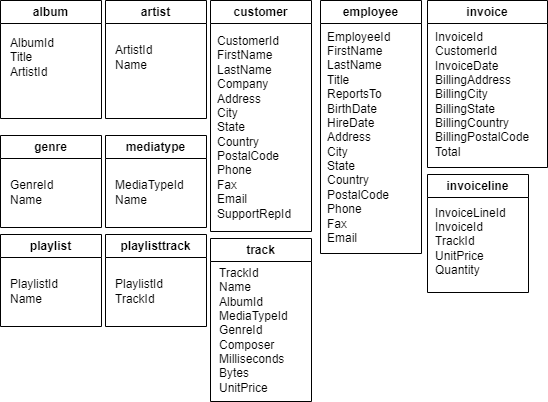 album
AlbumId
Title
ArtistId
artist
ArtistId
Name
customer
CustomerId
FirstName
LastName
Company
Address
City
State
Country
PostalCode
Phone
Fax
Email
SupportRepId
employee
EmployeeId
FirstName
LastName
Title
ReportsTo
BirthDate
HireDate
Address
City
State
Country
PostalCode
Phone
Fax
Email
invoice
InvoiceId
CustomerId
InvoiceDate
BillingAddress
BillingCity
BillingState
BillingCountry
BillingPostalCode
Total
genre
GenreId
Name
mediatype
MediaTypeId
Name
invoiceline
InvoiceLineId
InvoiceId
TrackId
UnitPrice
Quantity
playlist
PlaylistId
Name
playlisttrack
PlaylistId
TrackId
track
TrackId
Name
AlbumId
MediaTypeId
GenreId
Composer
Milliseconds
Bytes
UnitPrice